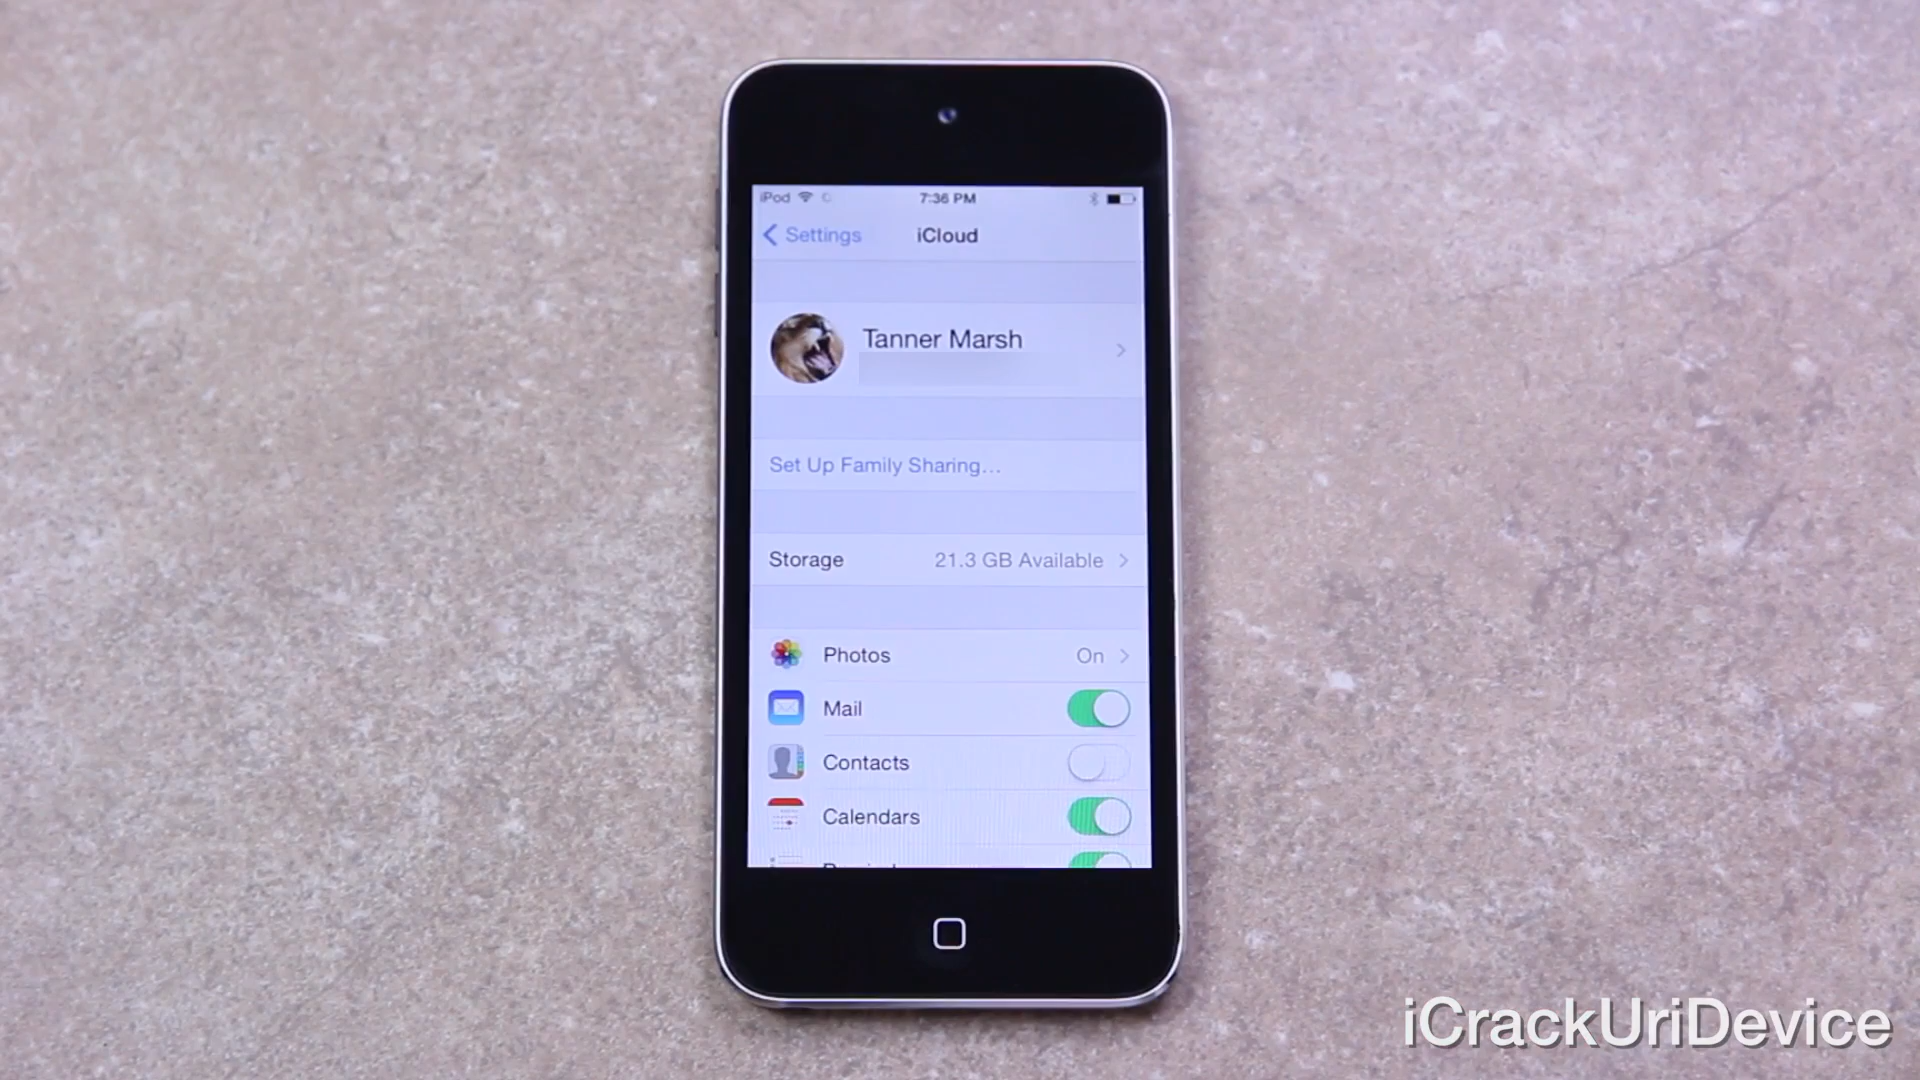 iPod 7:36 PM
Settings iCloud
Tanner Marsh
Set Up Family Sharing...
Storage 21.3 GB Available
Photos On
Mail
Contacts
Calendars
iCrackUriDevice